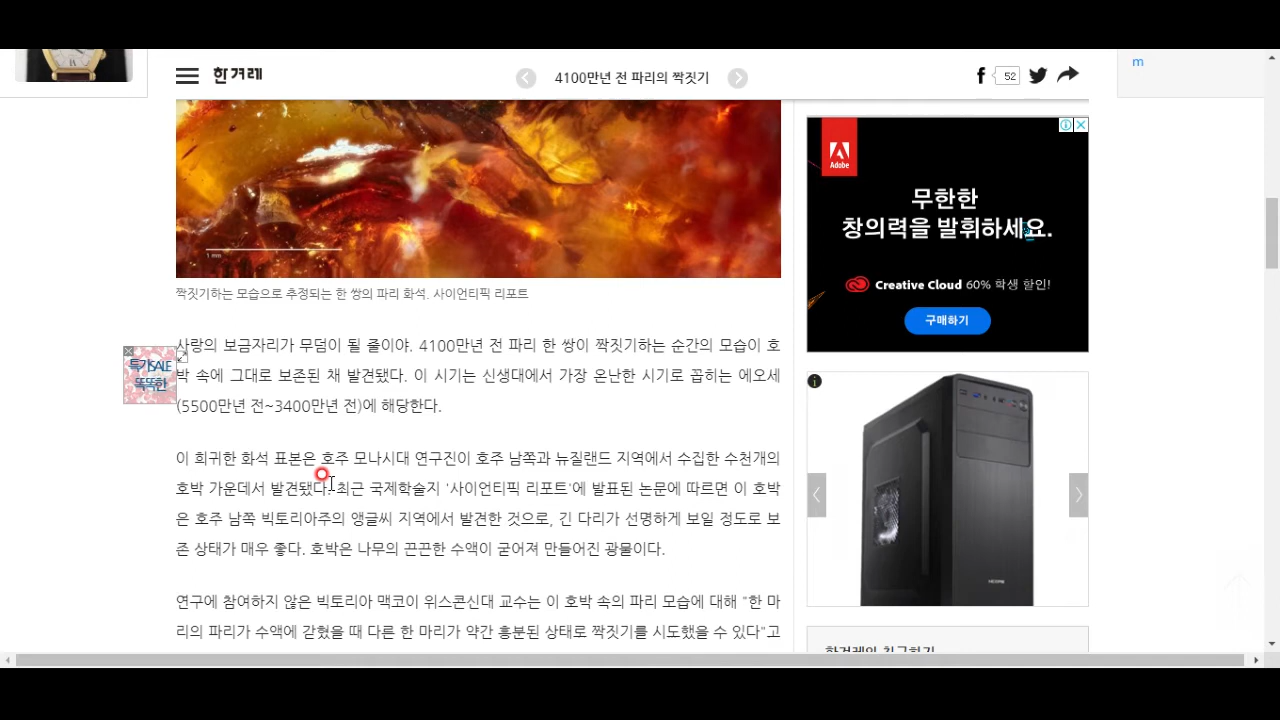 m
한겨레
4100만년 전 파리의 짝짓기
52
1 mm
짝짓기하는 모습으로 추정되는 한 쌍의 파리 화석. 사이언티픽 리포트
사랑의 보금자리가 무덤이 될 줄이야. 4100만년 전 파리 한 쌍이 짝짓기하는 순간의 모습이 호
박 속에 그대로 보존된 채 발견됐다. 이 시기는 신생대에서 가장 온난한 시기로 꼽히는 에오세
(5500만년 전~3400만년 전)에 해당한다.
이 희귀한 화석 표본은 호주 모나시대 연구진이 호주 남쪽과 뉴질랜드 지역에서 수집한 수천개의
호박 가운데서 발견됐다. 최근 국제학술지 '사이언티픽 리포트'에 발표된 논문에 따르면 이 호박
은 호주 남쪽 빅토리아주의 앵글씨 지역에서 발견한 것으로, 긴 다리가 선명하게 보일 정도로 보
존 상태가 매우 좋다. 호박은 나무의 끈끈한 수액이 굳어져 만들어진 광물이다.
연구에 참여하지 않은 빅토리아 맥코이 위스콘신대 교수는 이 호박 속의 파리 모습에 대해 "한 마
리의 파리가 수액에 갇혔을 때 다른 한 마리가 약간 흥분된 상태로 짝짓기를 시도했을 수 있다"고
특가SALE
똑똑한
Adobe
무한한
창의력을 발휘하세요.
Creative Cloud 60% 학생 할인!
구매하기